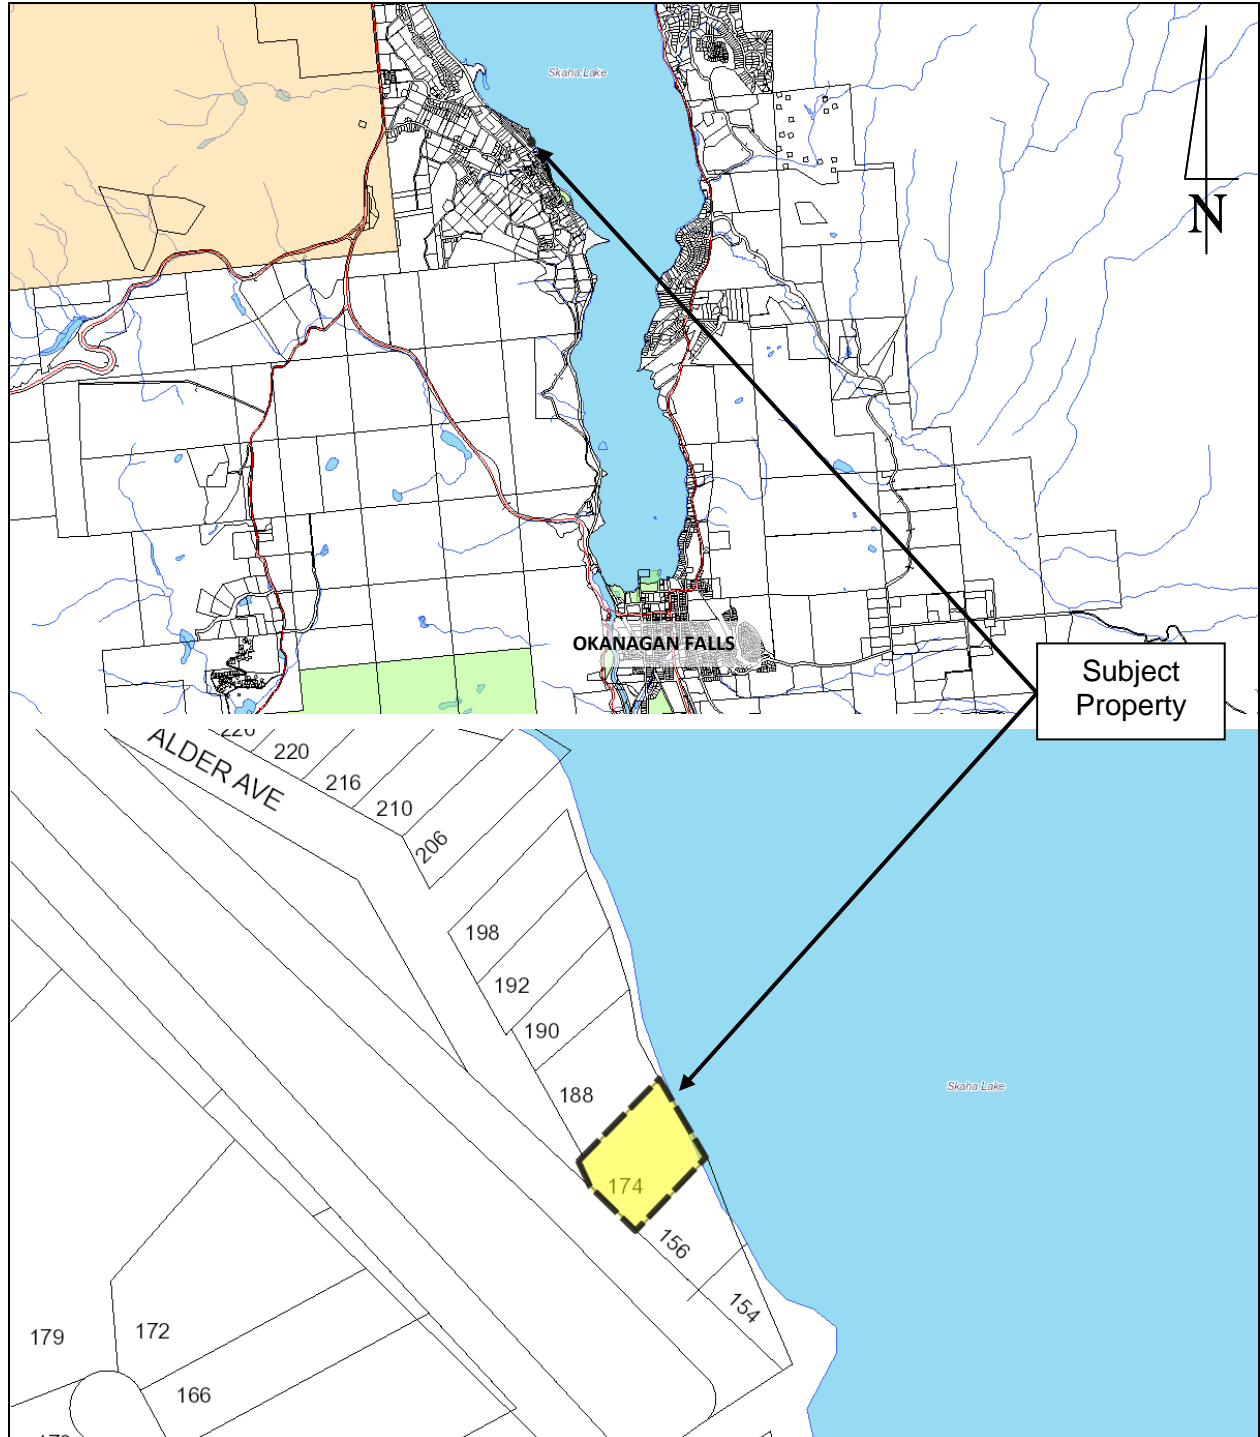 Skaha Lake
N
OKANAGAN FALLS
Subject
Property
ALDER AVE
220
216
210
206
198
192
190
188
Skaha Lake
174
156
154
179
172
166